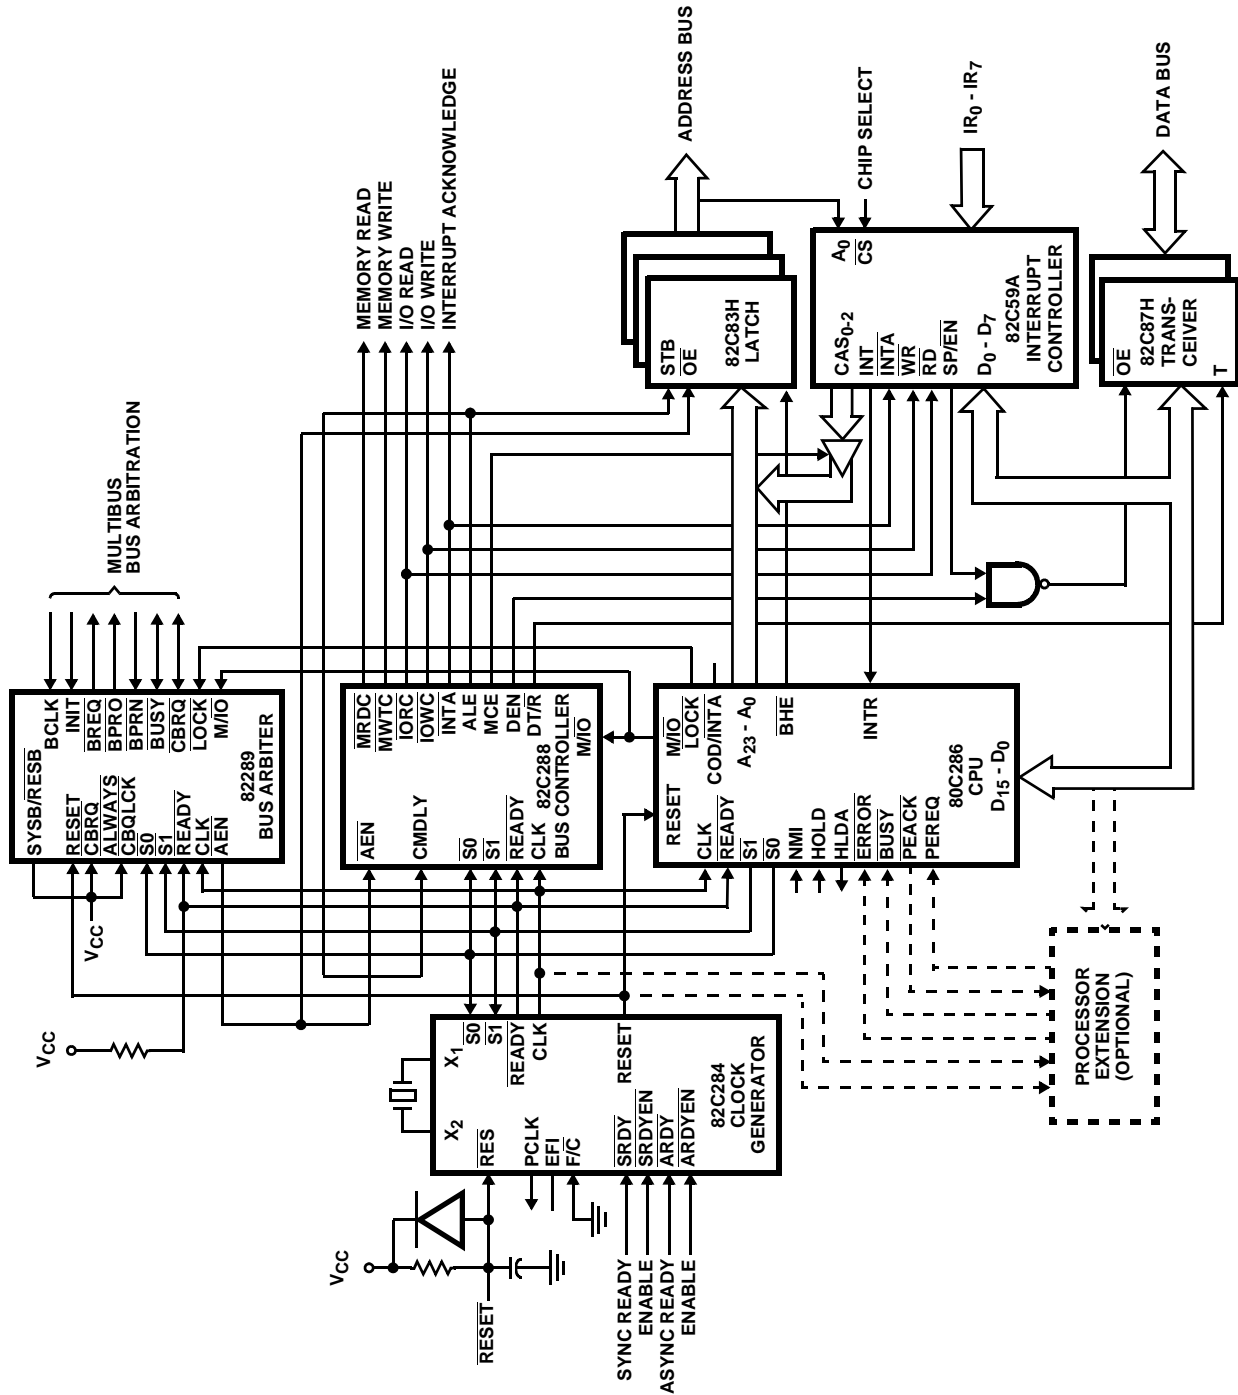 MULTIBUS
BUS ARBITRATION
BCLK
INIT
BREQ
BPRO
BPRN
BUSY
CBRQ
LOCK
M/IO
SYSB/RESB
RESET
CBRQ
ALWAYS
CBQLCK
S0
S1
READY
CLK
AEN
82289
BUS ARBITER
VCC
VCC
MEMORY READ
MEMORY WRITE
I/O READ
I/O WRITE
INTERRUPT ACKNOWLEDGE
MRDC
MWTC
IORC
IOWC
INTA
ALE
MCE
DEN
DT/R
M/IO
AEN
CMDLY
S0
S1
READY
CLK
82C288
BUS CONTROLLER
ADDRESS BUS
STB
OE
82C83H
LATCH
CHIP SELECT
A0
CS
IR0 - IR7
CAS0-2
INT
INTA
WR
RD
SP/EN
D0 - D7
82C59A
INTERRUPT
CONTROLLER
DATA BUS
OE
82C87H
TRANS-
CEIVER
T
M/IO
LOCK
COD/INTA
A23 - A0
BHE
INTR
80C286
CPU
D15 - D0
RESET
CLK
READY
S1
S0
NMI
HOLD
HLDA
ERROR
BUSY
PEACK
PEREQ
PROCESSOR
EXTENSION
(OPTIONAL)
X2
X1
S0
S1
READY
CLK
RESET
RES
PCLK
EFI
F/C
SRDY
SRDYEN
ARDY
ARDYEN
82C284
CLOCK
GENERATOR
VCC
RESET
SYNC READY
ENABLE
ASYNC READY
ENABLE